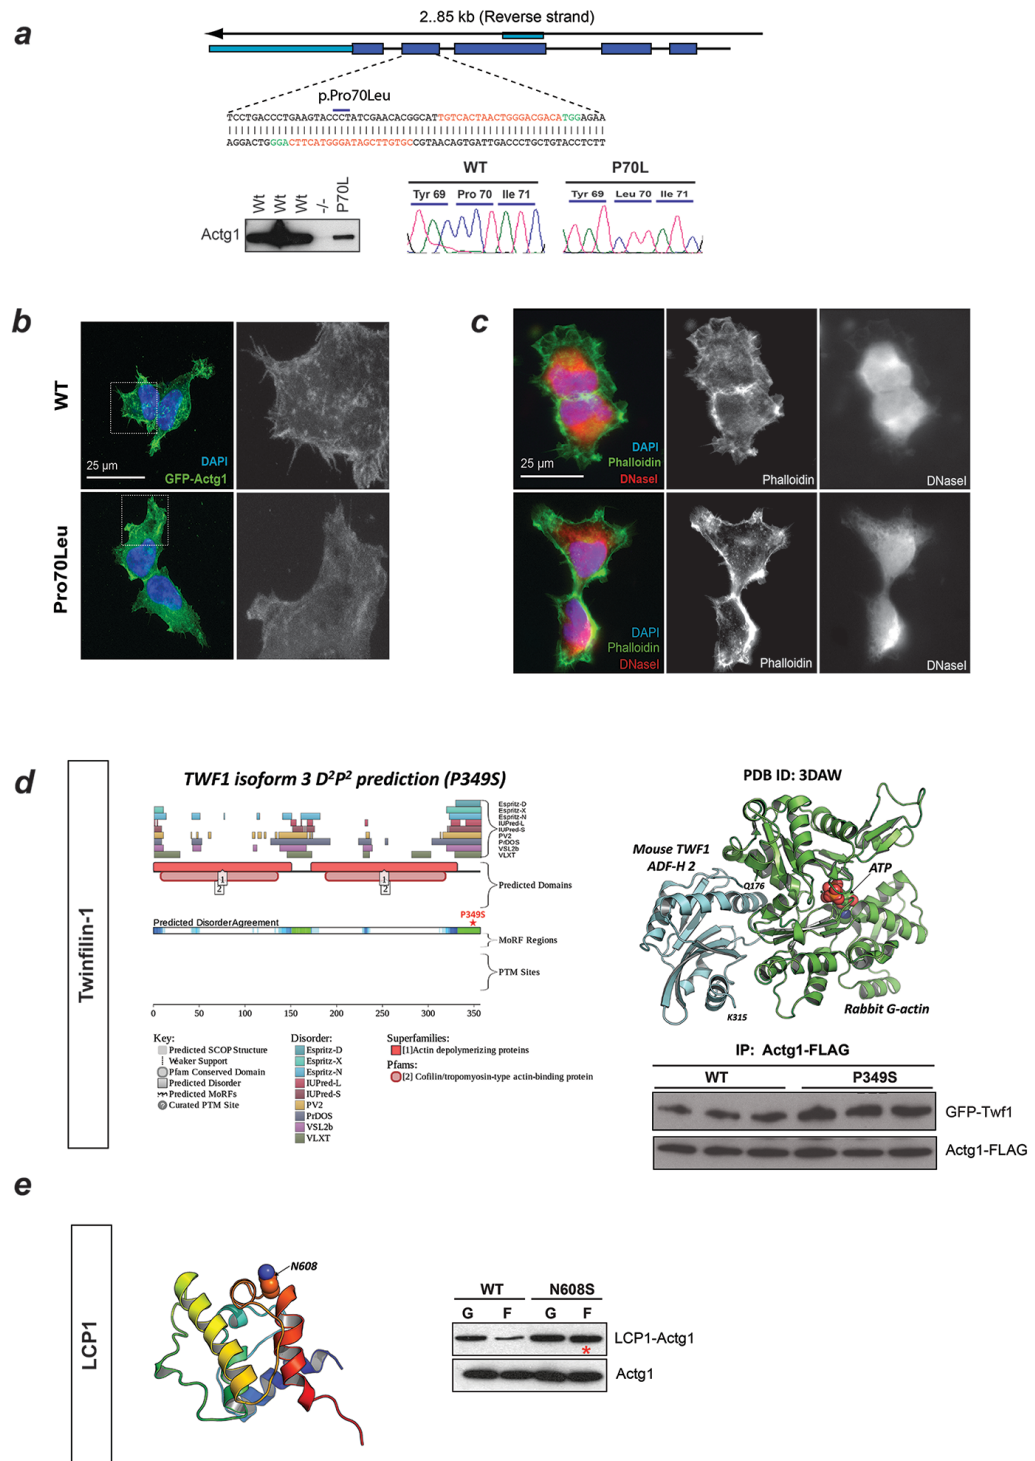 a
2..85 kb (Reverse strand)
p.Pro70Leu
TCCTGACCCTGAAGTACCCTATCGAACACGGCATTGTCACTAACTGGGACGACATGGAGAA
AGGACTGGGACTTCATGGGATAGCTTGTGCCGTAACAGTGATTGACCCTGCTGTACCTCTT
Wt Wt Wt -/- P70L
Actg1
WT
Tyr 69 Pro 70 Ile 71
P70L
Tyr 69 Leu 70 Ile 71
b
WT
25 µm
DAPI
GFP-Actg1
Pro70Leu
c
25 µm
DAPI
Phalloidin
DNaseI
Phalloidin
DNaseI
DAPI
Phalloidin
DNaseI
Phalloidin
DNaseI
d
Twinfilin-1
TWF1 isoform 3 D²P² prediction (P349S)
Espritz-D
Espritz-X
Espritz-N
IUPred-L
IUPred-S
PV2
PrDOS
VSL2b
VLXT
1
2
1
2
Predicted Domains
Predicted Disorder Agreement
P349S
MoRF Regions
PTM Sites
0 50 100 150 200 250 300 350
Key:
Predicted SCOP Structure
Weaker Support
Pfam Conserved Domain
Predicted Disorder
Predicted MoRFs
? Curated PTM Site
Disorder:
Espritz-D
Espritz-X
Espritz-N
IUPred-L
IUPred-S
PV2
PrDOS
VSL2b
VLXT
Superfamilies:
[1]Actin depolymerizing proteins
Pfams:
[2] Cofilin/tropomyosin-type actin-binding protein
PDB ID: 3DAW
Mouse TWF1
ADF-H 2
Q176
ATP
K315
Rabbit G-actin
IP: Actg1-FLAG
WT P349S
GFP-Twf1
Actg1-FLAG
e
LCP1
N608
WT N608S
G F G F
LCP1-Actg1
*
Actg1